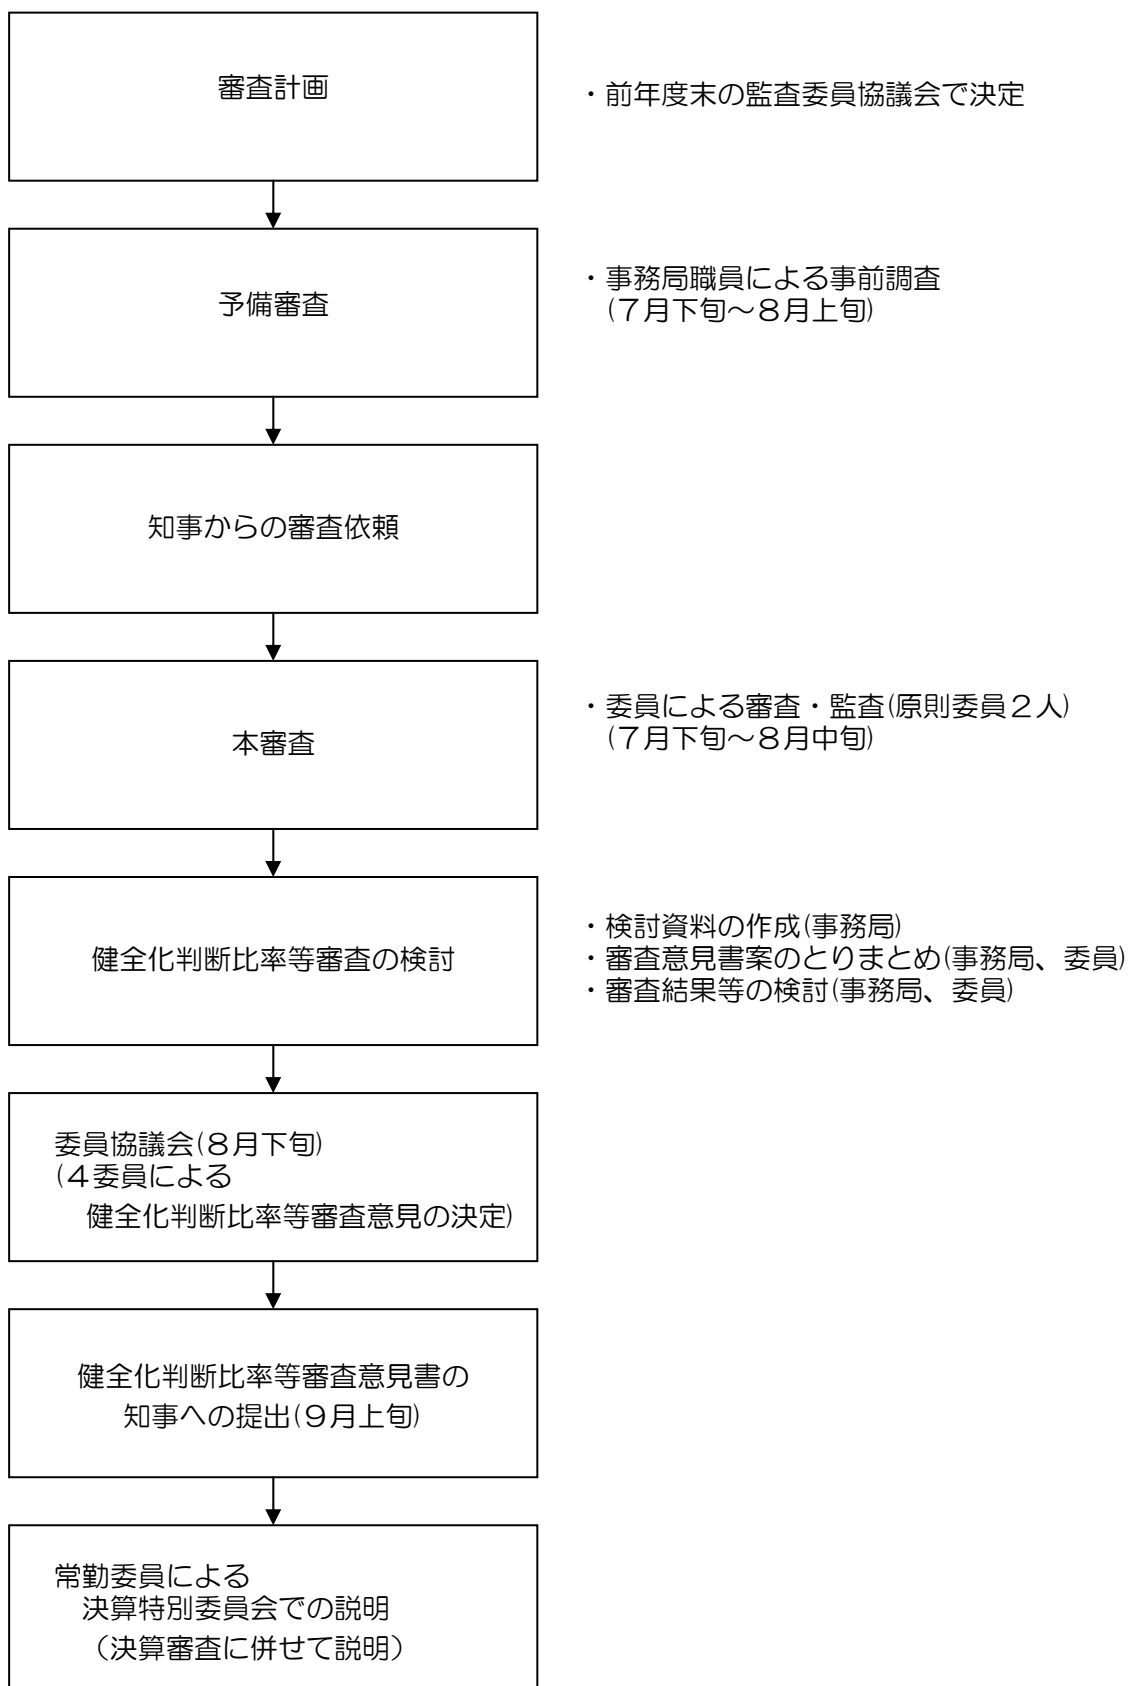 審査計画
・前年度末の監査委員協議会で決定
予備審査
・事務局職員による事前調査
(７月下旬～８月上旬)
知事からの審査依頼
本審査
・委員による審査・監査(原則委員２人)
(７月下旬～８月中旬)
健全化判断比率等審査の検討
・検討資料の作成(事務局)
・審査意見書案のとりまとめ(事務局、委員)
・審査結果等の検討(事務局、委員)
委員協議会(８月下旬)
(４委員による
健全化判断比率等審査意見の決定)
健全化判断比率等審査意見書の
知事への提出(９月上旬)
常勤委員による
決算特別委員会での説明
（決算審査に併せて説明）